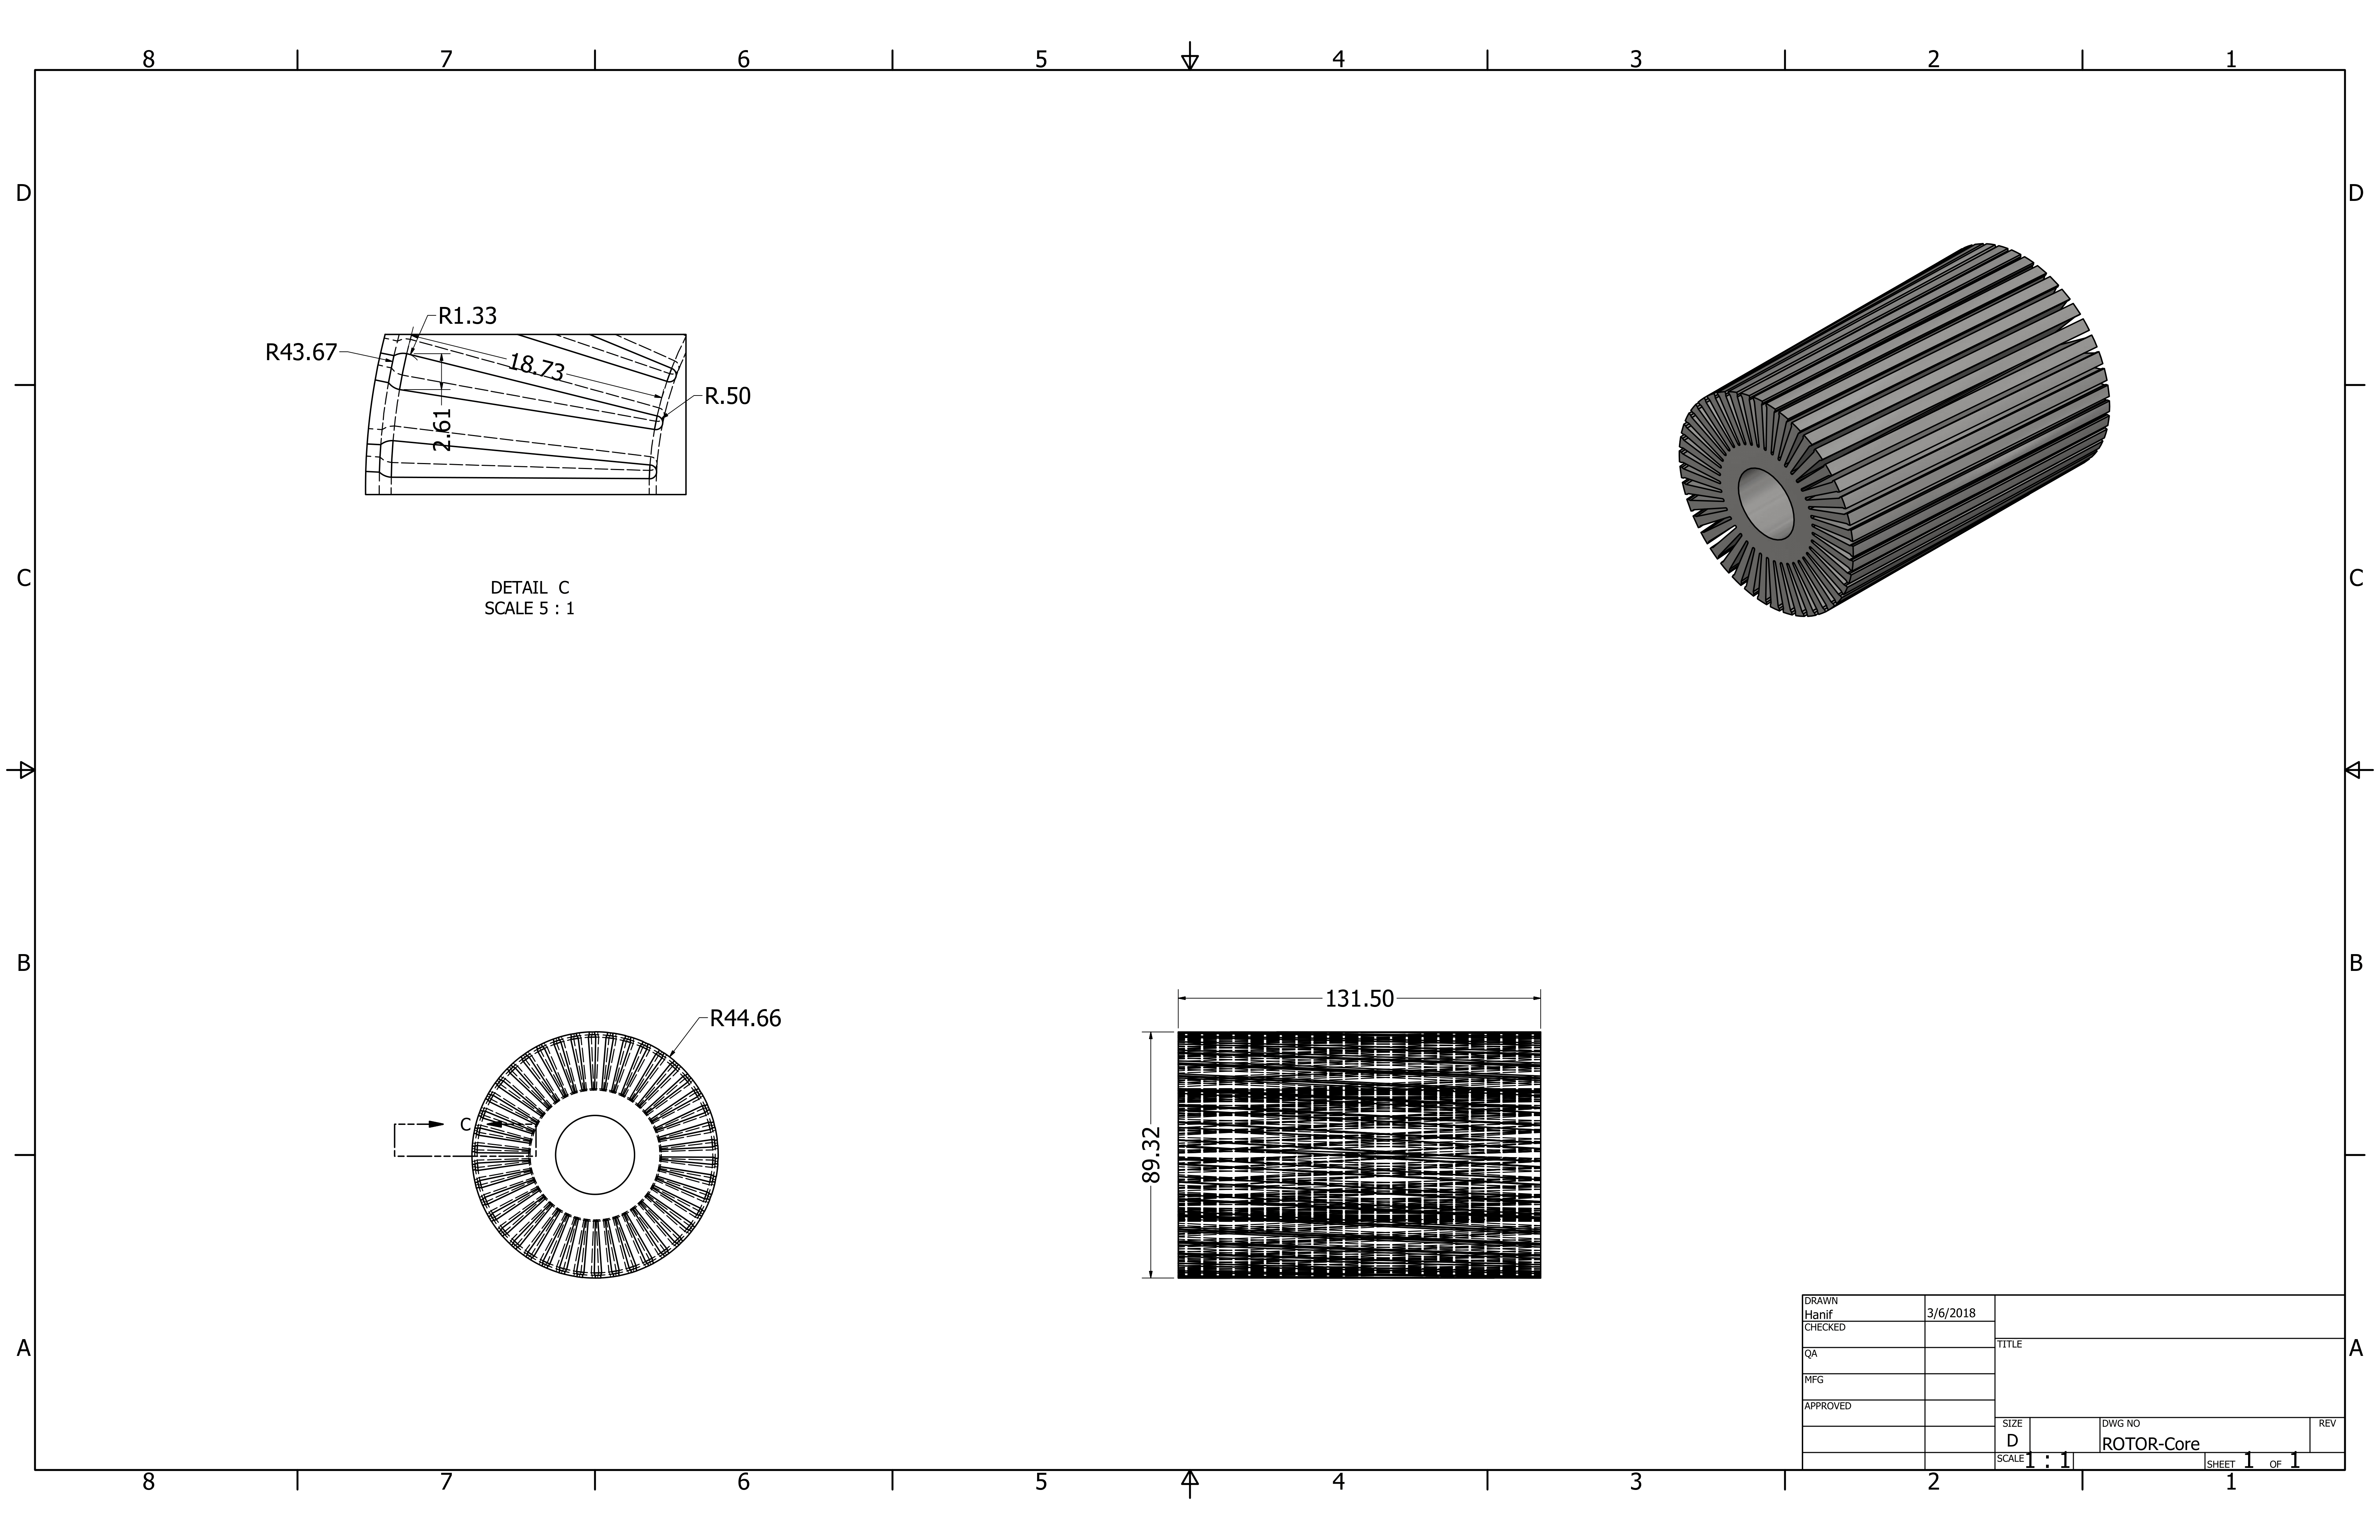 8 7 6 5 4 3 2 1
D D
R1.33
R43.67
18.73
R.50
2.61
C C
DETAIL C
SCALE 5 : 1
B B
131.50
R44.66
C
89.32
DRAWN
Hanif 3/6/2018
CHECKED
A TITLE A
QA
MFG
APPROVED
SIZE DWG NO REV
D ROTOR-Core
SCALE 1 : 1 SHEET 1 OF 1
8 7 6 5 4 3 2 1